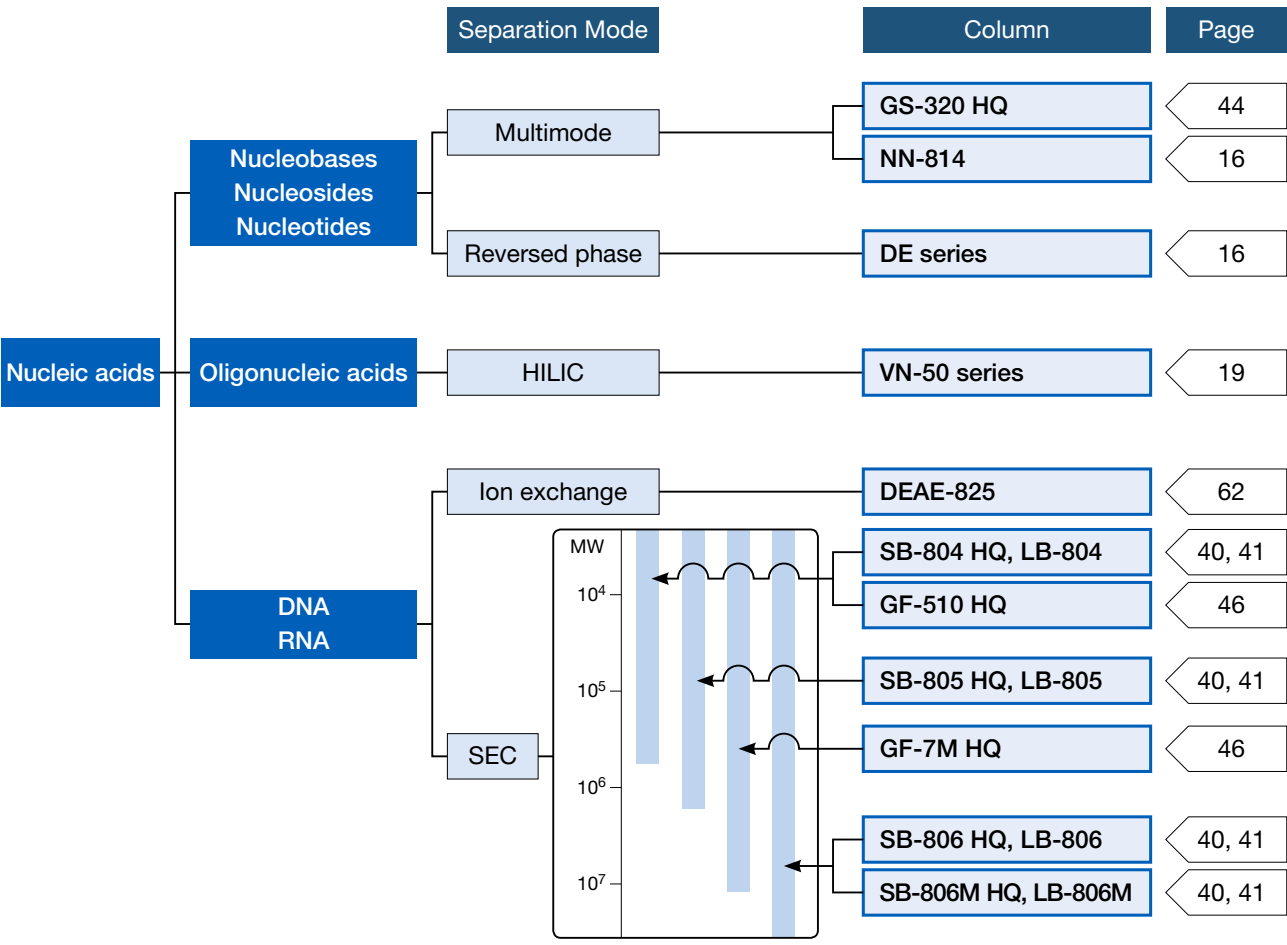 Separation Mode
Column
Page
Nucleic acids
Nucleobases
Nucleosides
Nucleotides
Multimode
GS-320 HQ
44
NN-814
16
Reversed phase
DE series
16
Oligonucleic acids
HILIC
VN-50 series
19
DNA
RNA
Ion exchange
DEAE-825
62
SEC
MW
10⁴
10⁵
10⁶
10⁷
SB-804 HQ, LB-804
40, 41
GF-510 HQ
46
SB-805 HQ, LB-805
40, 41
GF-7M HQ
46
SB-806 HQ, LB-806
40, 41
SB-806M HQ, LB-806M
40, 41